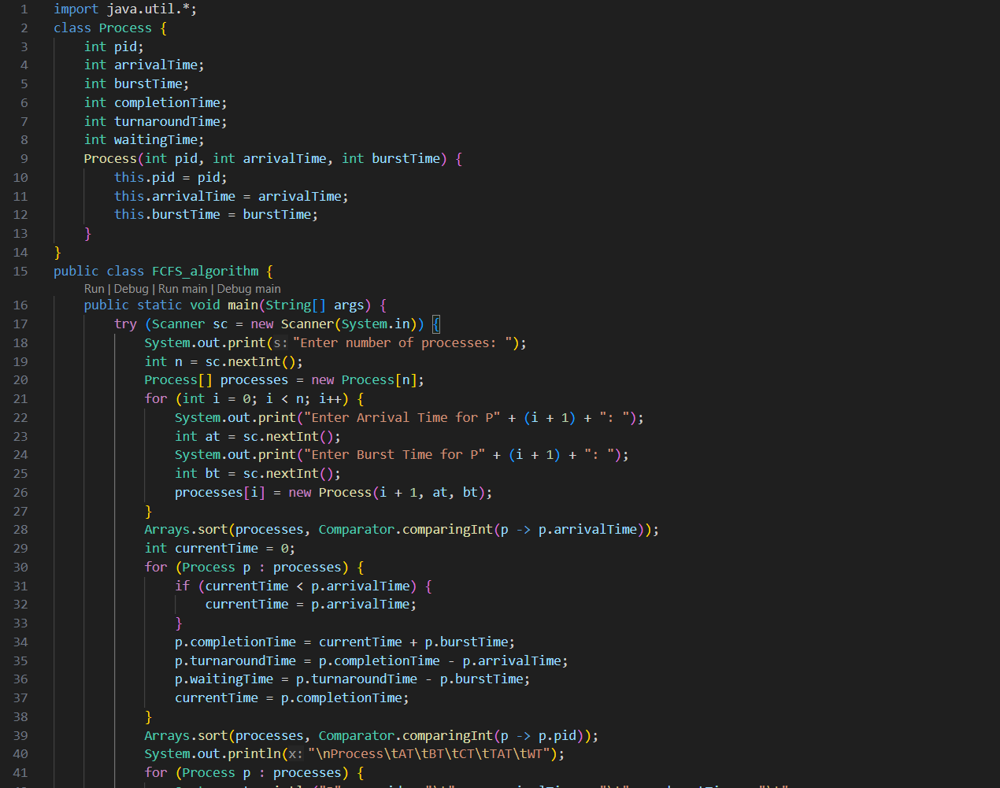 1 import java.util.*;
2 class Process {
3     int pid;
4     int arrivalTime;
5     int burstTime;
6     int completionTime;
7     int turnaroundTime;
8     int waitingTime;
9     Process(int pid, int arrivalTime, int burstTime) {
10         this.pid = pid;
11         this.arrivalTime = arrivalTime;
12         this.burstTime = burstTime;
13     }
14 }
15 public class FCFS_algorithm {
Run | Debug | Run main | Debug main
16     public static void main(String[] args) {
17         try (Scanner sc = new Scanner(System.in)) {
18             System.out.print(s: "Enter number of processes: ");
19             int n = sc.nextInt();
20             Process[] processes = new Process[n];
21             for (int i = 0; i < n; i++) {
22                 System.out.print("Enter Arrival Time for P" + (i + 1) + ": ");
23                 int at = sc.nextInt();
24                 System.out.print("Enter Burst Time for P" + (i + 1) + ": ");
25                 int bt = sc.nextInt();
26                 processes[i] = new Process(i + 1, at, bt);
27             }
28             Arrays.sort(processes, Comparator.comparingInt(p -> p.arrivalTime));
29             int currentTime = 0;
30             for (Process p : processes) {
31                 if (currentTime < p.arrivalTime) {
32                     currentTime = p.arrivalTime;
33                 }
34                 p.completionTime = currentTime + p.burstTime;
35                 p.turnaroundTime = p.completionTime - p.arrivalTime;
36                 p.waitingTime = p.turnaroundTime - p.burstTime;
37                 currentTime = p.completionTime;
38             }
39             Arrays.sort(processes, Comparator.comparingInt(p -> p.pid));
40             System.out.println(x: "\nProcess\tAT\tBT\tCT\tTAT\tWT");
41             for (Process p : processes) {